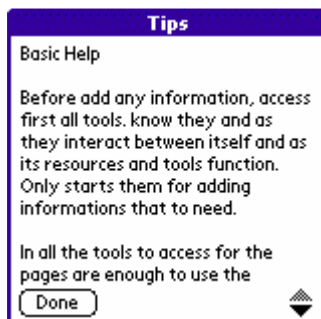 Tips
Basic Help
Before add any information, access
first all tools. know they and as
they interact between itself and as
its resources and tools function.
Only starts them for adding
informations that to need.
In all the tools to access for the
pages are enough to use the
Done